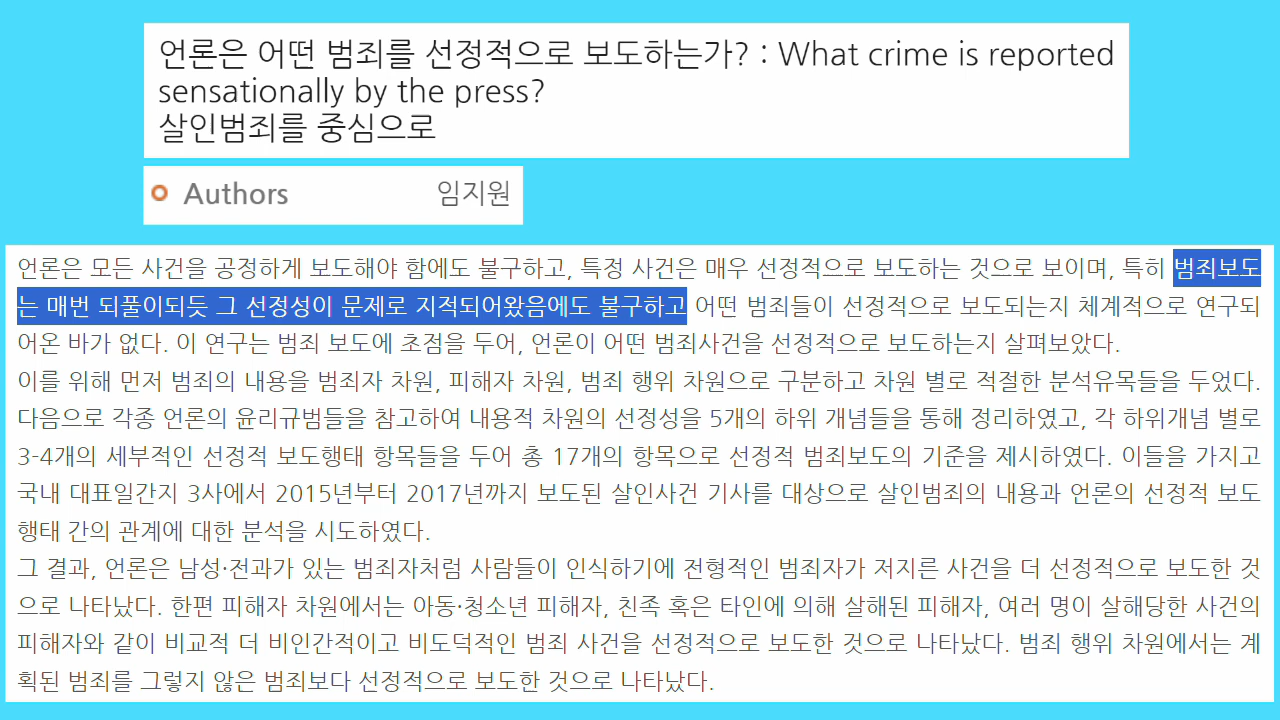 언론은 어떤 범죄를 선정적으로 보도하는가? : What crime is reported
sensationally by the press?
살인범죄를 중심으로
Authors 임지원
언론은 모든 사건을 공정하게 보도해야 함에도 불구하고, 특정 사건은 매우 선정적으로 보도하는 것으로 보이며, 특히 범죄보도
는 매번 되풀이되듯 그 선정성이 문제로 지적되어왔음에도 불구하고 어떤 범죄들이 선정적으로 보도되는지 체계적으로 연구되
어온 바가 없다. 이 연구는 범죄 보도에 초점을 두어, 언론이 어떤 범죄사건을 선정적으로 보도하는지 살펴보았다.
이를 위해 먼저 범죄의 내용을 범죄자 차원, 피해자 차원, 범죄 행위 차원으로 구분하고 차원 별로 적절한 분석유목들을 두었다.
다음으로 각종 언론의 윤리규범들을 참고하여 내용적 차원의 선정성을 5개의 하위 개념들을 통해 정리하였고, 각 하위개념 별로
3-4개의 세부적인 선정적 보도행태 항목들을 두어 총 17개의 항목으로 선정적 범죄보도의 기준을 제시하였다. 이들을 가지고
국내 대표일간지 3사에서 2015년부터 2017년까지 보도된 살인사건 기사를 대상으로 살인범죄의 내용과 언론의 선정적 보도
행태 간의 관계에 대한 분석을 시도하였다.
그 결과, 언론은 남성·전과가 있는 범죄자처럼 사람들이 인식하기에 전형적인 범죄자가 저지른 사건을 더 선정적으로 보도한 것
으로 나타났다. 한편 피해자 차원에서는 아동·청소년 피해자, 친족 혹은 타인에 의해 살해된 피해자, 여러 명이 살해당한 사건의
피해자와 같이 비교적 더 비인간적이고 비도덕적인 범죄 사건을 선정적으로 보도한 것으로 나타났다. 범죄 행위 차원에서는 계
획된 범죄를 그렇지 않은 범죄보다 선정적으로 보도한 것으로 나타났다.